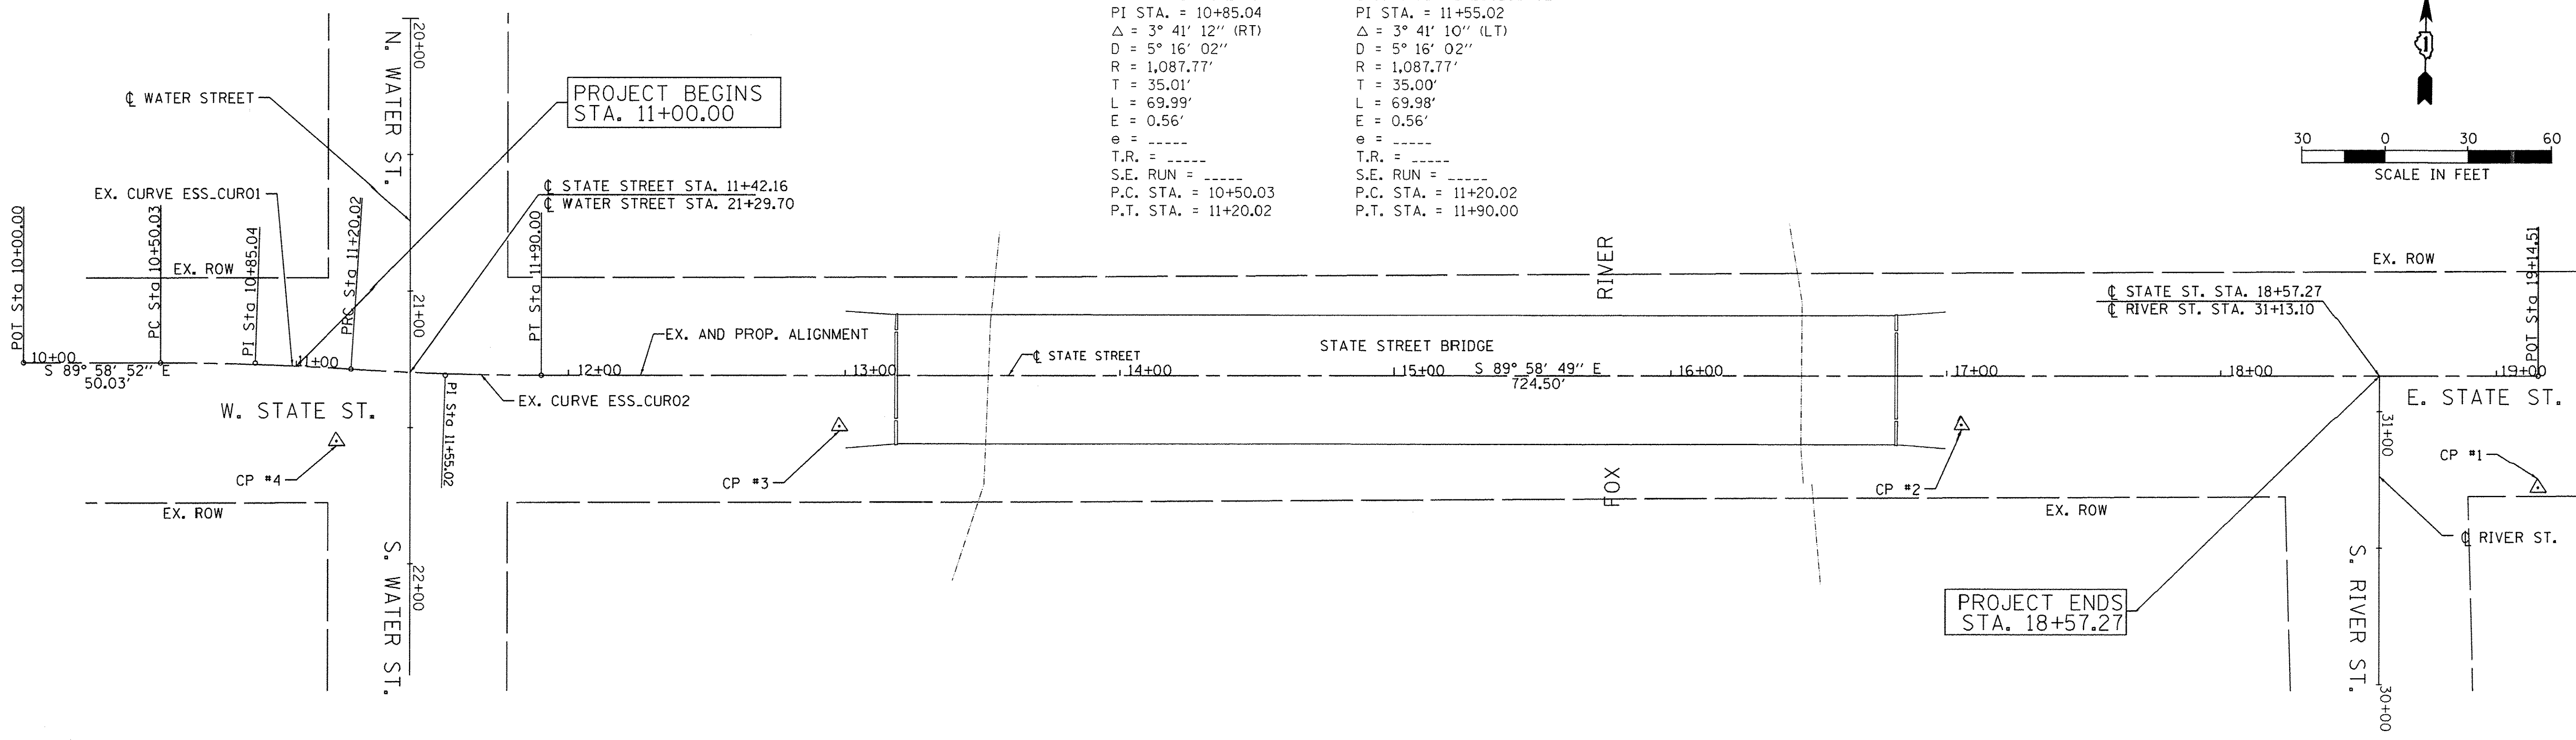 PI STA. = 10+85.04
△ = 3° 41' 12'' (RT)
D = 5° 16' 02''
R = 1,087.77'
T = 35.01'
L = 69.99'
E = 0.56'
e = _____
T.R. = _____
S.E. RUN = _____
P.C. STA. = 10+50.03
P.T. STA. = 11+20.02
PI STA. = 11+55.02
△ = 3° 41' 10'' (LT)
D = 5° 16' 02''
R = 1,087.77'
T = 35.00'
L = 69.98'
E = 0.56'
e = _____
T.R. = _____
S.E. RUN = _____
P.C. STA. = 11+20.02
P.T. STA. = 11+90.00
1
30 0 30 60
SCALE IN FEET
N. WATER ST.
20+00
℄ WATER STREET
PROJECT BEGINS
STA. 11+00.00
EX. CURVE ESS_CUR01
℄ STATE STREET STA. 11+42.16
℄ WATER STREET STA. 21+29.70
POT Sta 10+00.00
PC Sta 10+50.03
PI Sta 10+85.04
PRC Sta 11+20.02
PT Sta 11+90.00
EX. ROW
21+00
RIVER
EX. ROW
POT Sta 19+14.51
℄ STATE ST. STA. 18+57.27
℄ RIVER ST. STA. 31+13.10
EX. AND PROP. ALIGNMENT
℄ STATE STREET
STATE STREET BRIDGE
10+00
11+00
12+00
13+00
14+00
15+00
16+00
17+00
18+00
19+00
S 89° 58' 52'' E
50.03'
S 89° 58' 49'' E
724.50'
W. STATE ST.
PI Sta 11+55.02
EX. CURVE ESS_CUR02
E. STATE ST.
31+00
CP #4
CP #3
FOX
CP #2
CP #1
EX. ROW
EX. ROW
℄ RIVER ST.
S. WATER ST.
22+00
PROJECT ENDS
STA. 18+57.27
S. RIVER ST.
30+00